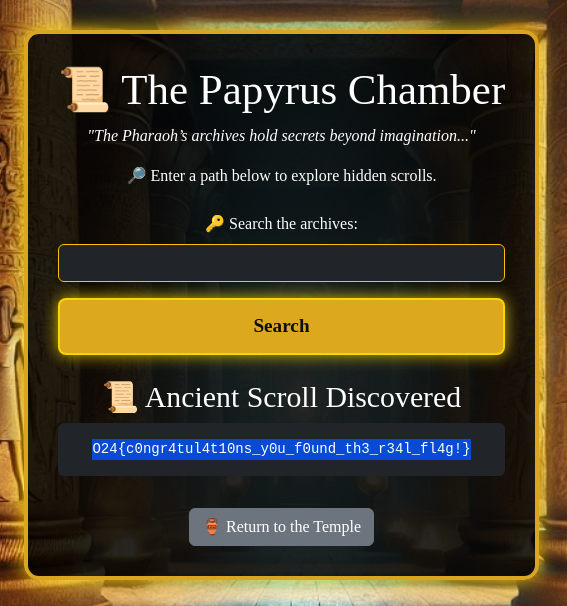 📜 The Papyrus Chamber
"The Pharaoh’s archives hold secrets beyond imagination..."
🔎 Enter a path below to explore hidden scrolls.
🔑 Search the archives:
Search
📜 Ancient Scroll Discovered
O24{c0ngr4tul4t10ns_y0u_f0und_th3_r34l_fl4g!}
🏺 Return to the Temple